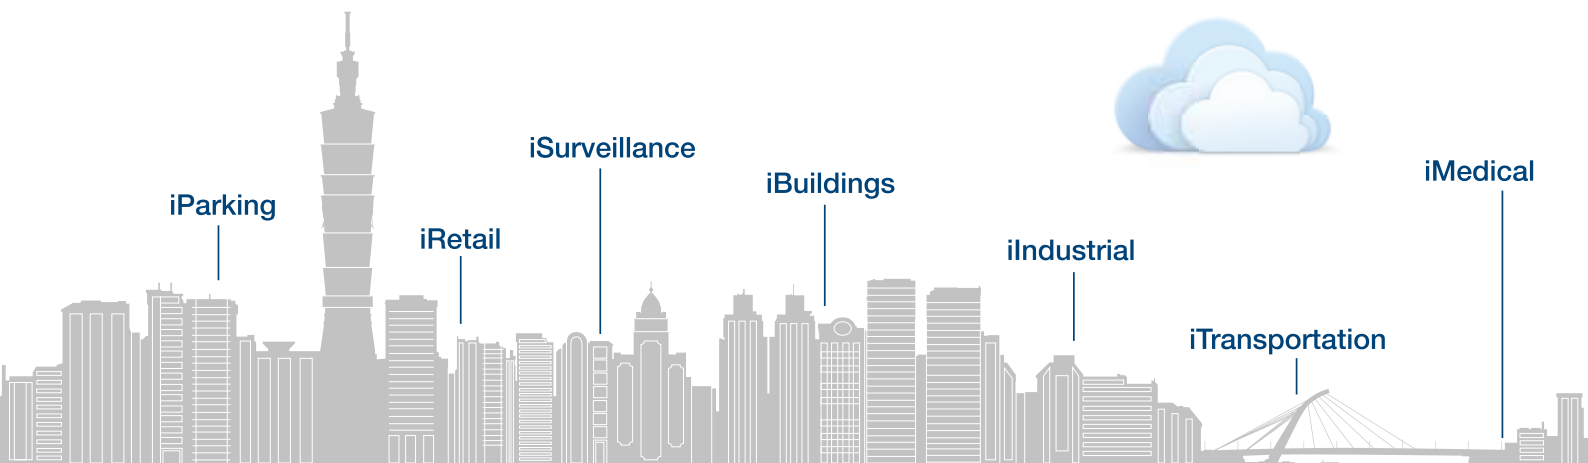 iParking
iRetail
iSurveillance
iBuildings
iIndustrial
iTransportation
iMedical